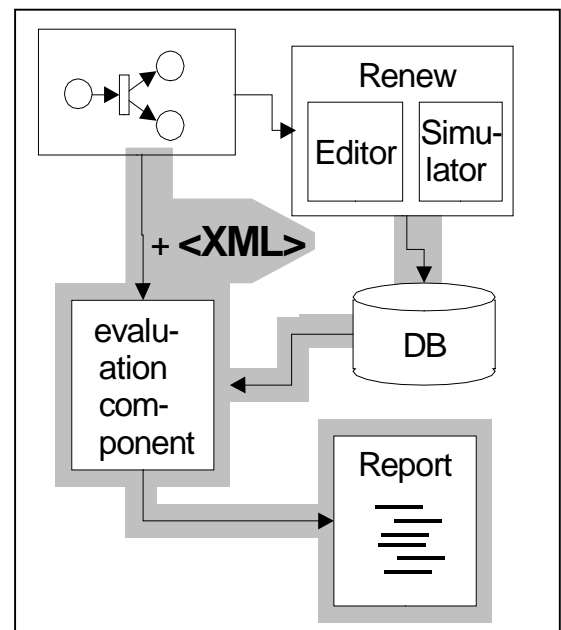 Renew
Editor
Simu-
lator
+ <XML>
evalu-
ation
com-
ponent
DB
Report